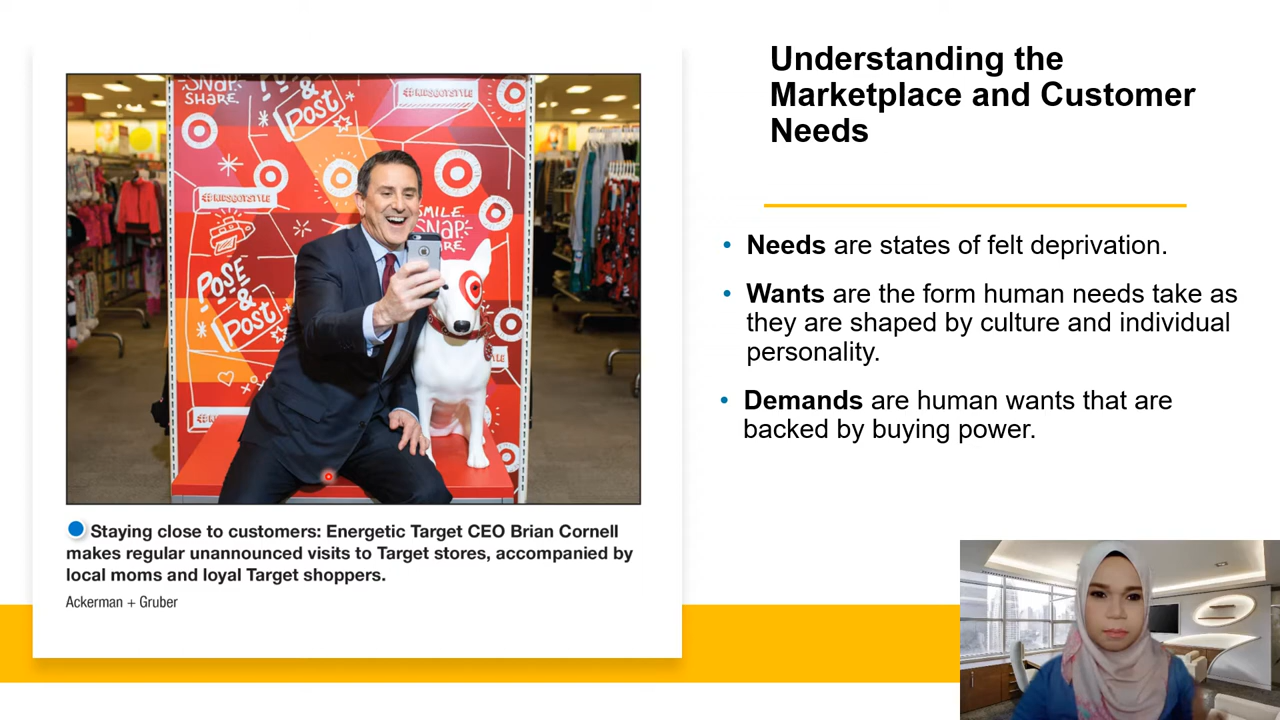 Understanding the
Marketplace and Customer
Needs
• Needs are states of felt deprivation.
• Wants are the form human needs take as
they are shaped by culture and individual
personality.
• Demands are human wants that are
backed by buying power.
SNAP
SHARE
&
POST
#KIDSGOTSTYLE
#KIDSGOTSTYLE
SMILE
SNAP
POSE
&
POST
Staying close to customers: Energetic Target CEO Brian Cornell
makes regular unannounced visits to Target stores, accompanied by
local moms and loyal Target shoppers.
Ackerman + Gruber